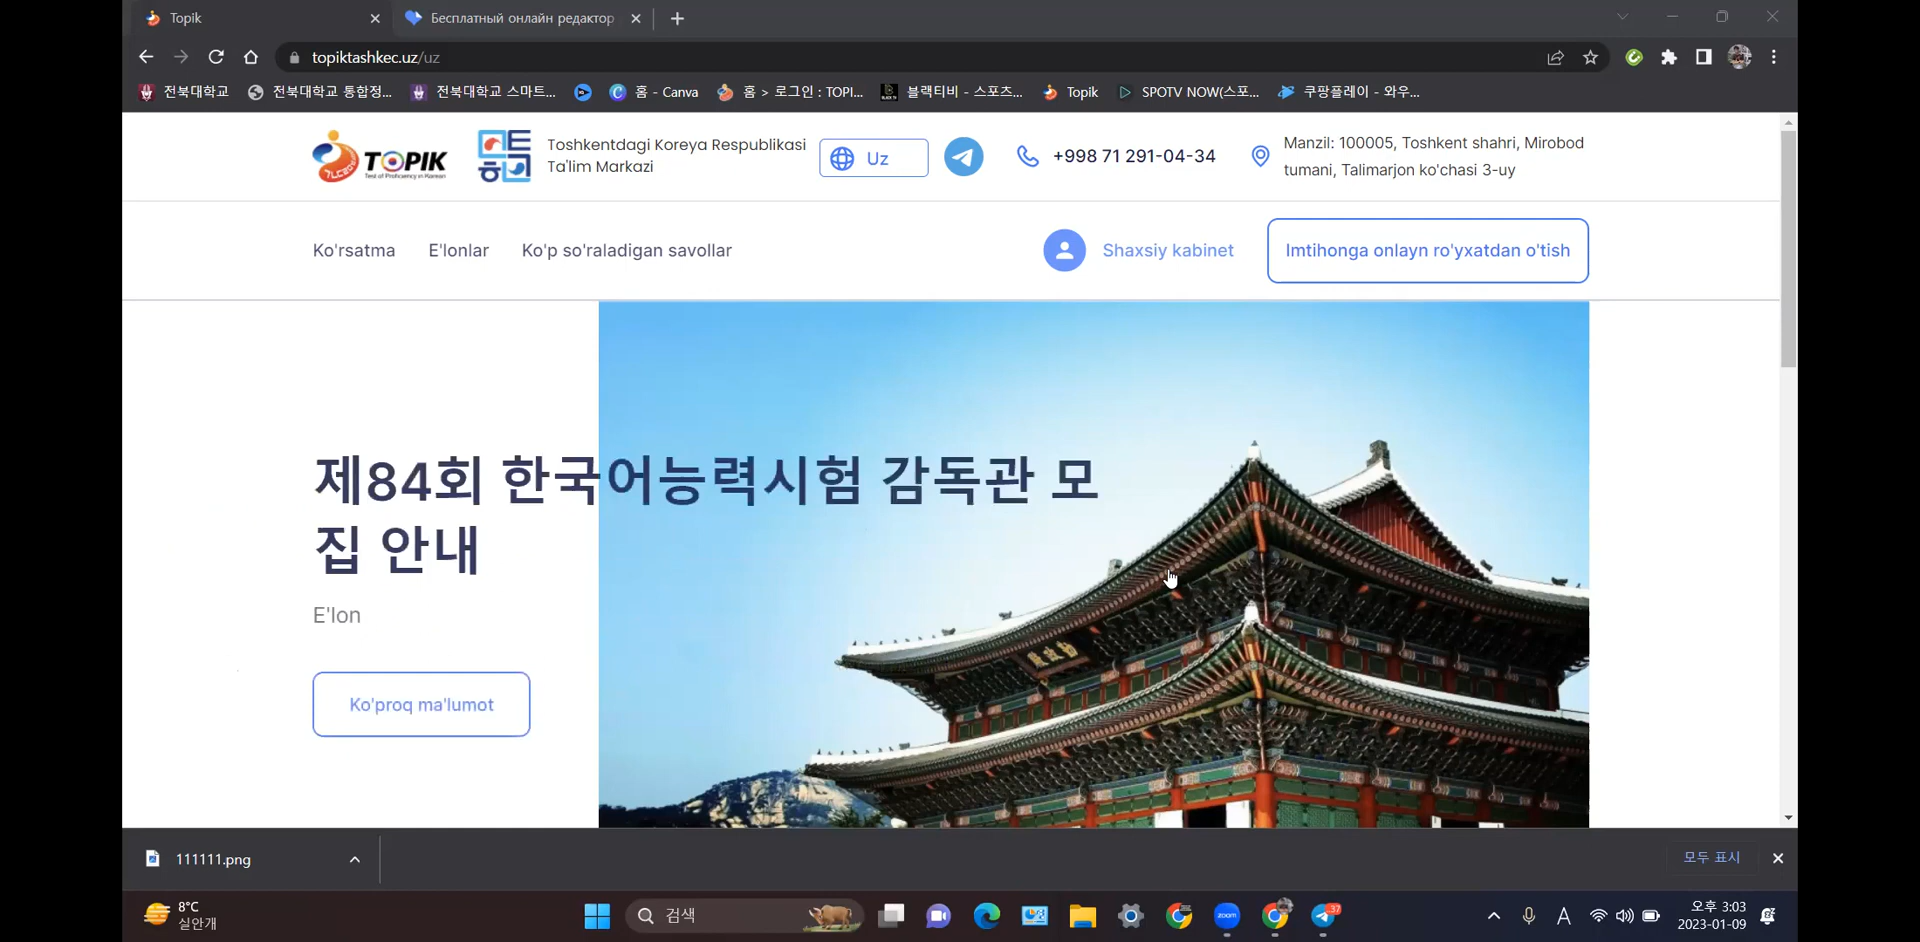 Topik
Бесплатный онлайн редактор
topiktashkec.uz/uz
전북대학교
전북대학교 통합정...
전북대학교 스마트...
홈 - Canva
홈 > 로그인 : TOPI...
블랙티비 - 스포츠...
Topik
SPOTV NOW(스포...
쿠팡플레이 - 와우...
TOPIK
Test of Proficiency in Korean
Toshkentdagi Koreya Respublikasi
Ta'lim Markazi
Uz
+998 71 291-04-34
Manzil: 100005, Toshkent shahri, Mirobod
tumani, Talimarjon ko'chasi 3-uy
Ko'rsatma
E'lonlar
Ko'p so'raladigan savollar
Shaxsiy kabinet
Imtihonga onlayn ro'yxatdan o'tish
제84회 한국어능력시험 감독관 모
집 안내
E'lon
Ko'proq ma'lumot
111111.png
모두 표시
8°C
실안개
검색
zoom
37
A
오후 3:03
2023-01-09